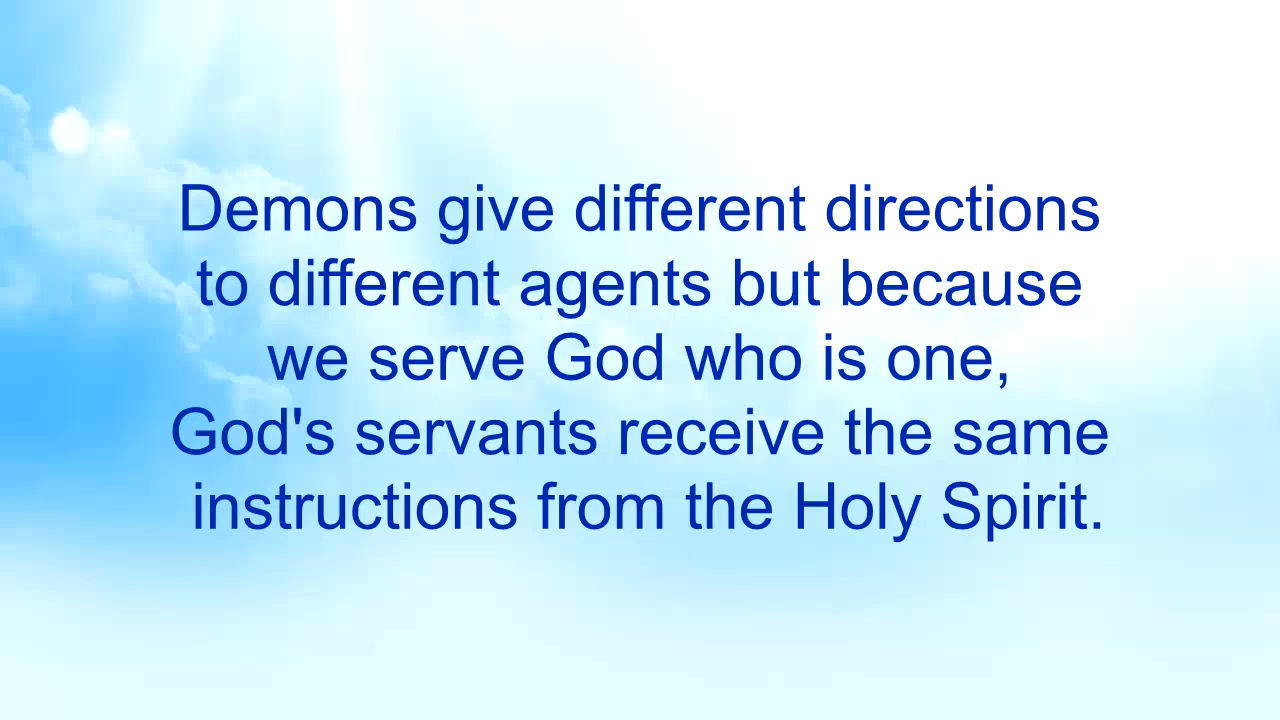 Demons give different directions
to different agents but because
we serve God who is one,
God's servants receive the same
instructions from the Holy Spirit.